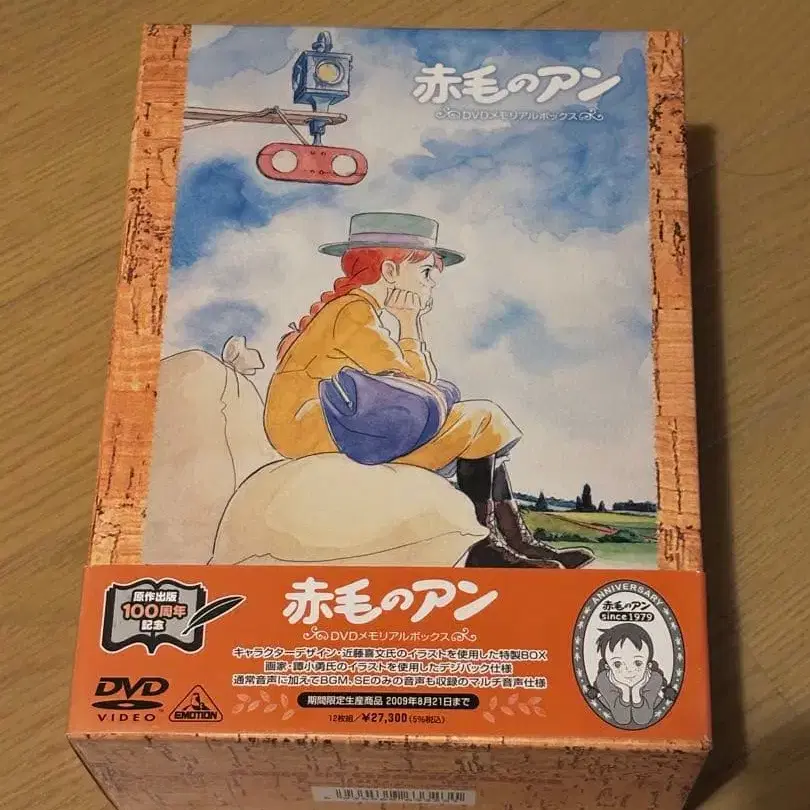 赤毛のアン
DVDメモリアルボックス
原作出版
100周年
記念
赤毛のアン
DVDメモリアルボックス
キャラクターデザイン・近藤喜文氏のイラストを使用した特製BOX
画家・譚小勇氏のイラストを使用したデジパック仕様
通常音声に加えてBGM、SEのみの音声も収録のマルチ音声仕様
期間限定生産商品 2009年8月21日まで
12枚組/¥27,300(5%税込)
DVD
VIDEO
EMOTION
ANNIVERSARY
赤毛のアン
since1979